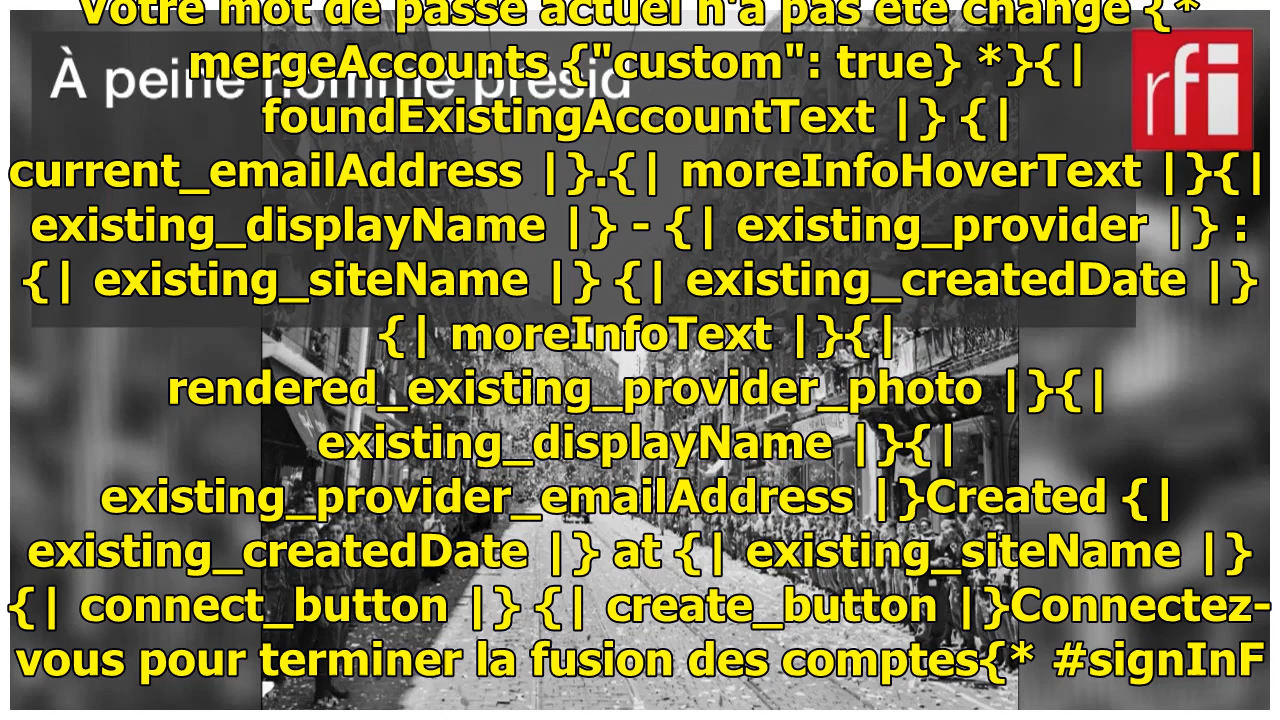 Votre mot de passe actuel n'a pas été changé {*
mergeAccounts {"custom": true} *}{|
À peine nommé présid
foundExistingAccountText |} {|
current_emailAddress |}.{| moreInfoHoverText |}{|
existing_displayName |} - {| existing_provider |} :
{| existing_siteName |} {| existing_createdDate |}
{| moreInfoText |}{|
rendered_existing_provider_photo |}{|
existing_displayName |}{|
existing_provider_emailAddress |}Created {|
existing_createdDate |} at {| existing_siteName |}
{| connect_button |} {| create_button |}Connectez-
vous pour terminer la fusion des comptes{* #signInF
rfi